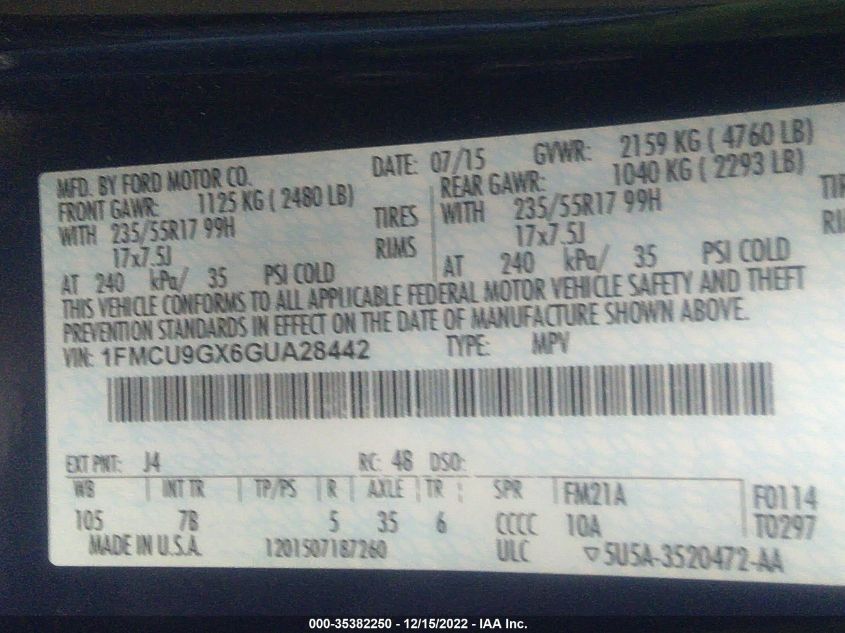 MFD. BY FORD MOTOR CO. DATE: 07/15 GVWR: 2159 KG ( 4760 LB)
FRONT GAWR: 1125 KG ( 2480 LB) REAR GAWR: 1040 KG ( 2293 LB)
WITH 235/55R17 99H TIRES WITH 235/55R17 99H
17x7.5J RIMS 17x7.5J
AT 240 kPa/ 35 PSI COLD AT 240 kPa/ 35 PSI COLD
THIS VEHICLE CONFORMS TO ALL APPLICABLE FEDERAL MOTOR VEHICLE SAFETY AND THEFT
PREVENTION STANDARDS IN EFFECT ON THE DATE OF MANUFACTURE SHOWN ABOVE.
VIN: 1FMCU9GX6GUA28442 TYPE: MPV
EXT PNT: J4 RC: 48 DSO:
WB INT TR TP/PS R AXLE TR SPR FM21A F0114
105 7B 5 35 6 CCCC 10A T0297
MADE IN U.S.A. 1201507187260 ULC ▽5U5A-3520472-AA
000-35382250 - 12/15/2022 - IAA Inc.